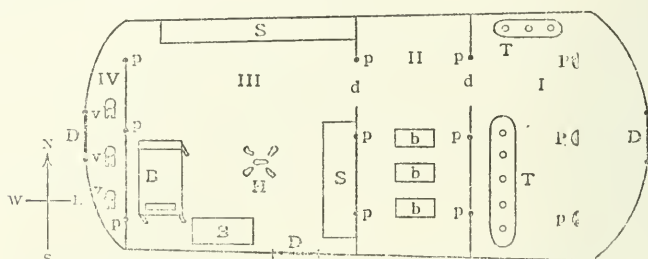 S
T
p p II p p
IV III I
d d
v
D p p b p p D
N
v b
B H S T
W E v b
p B p p p
D
S